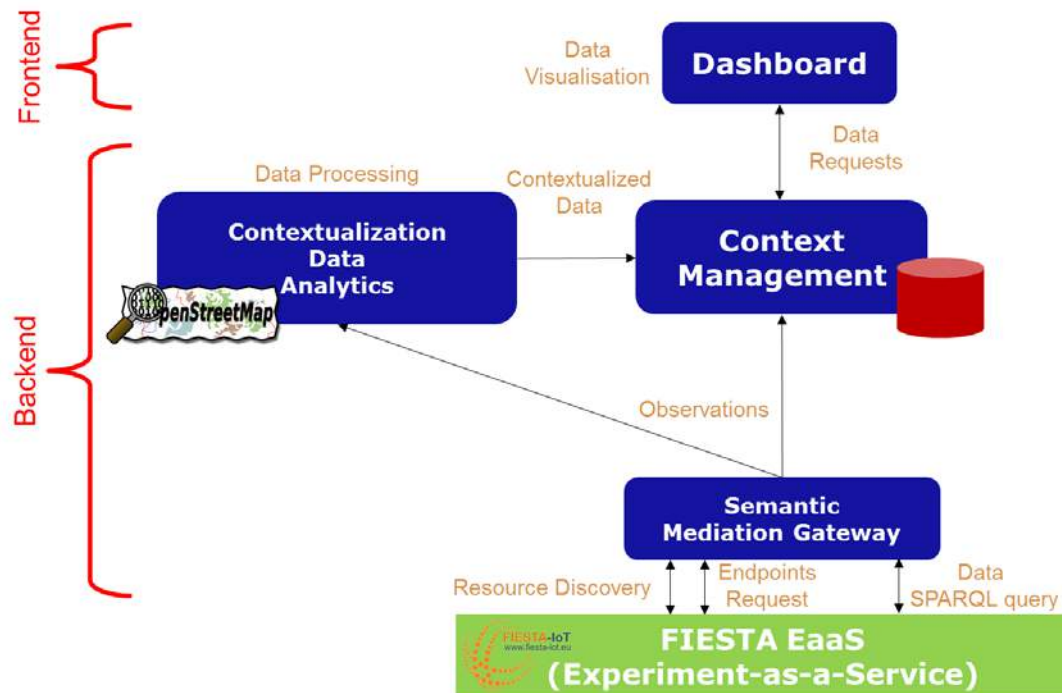 Frontend
Data
Visualisation
Dashboard
Data
Requests
Backend
Data Processing
Contextualized
Data
Contextualization
Data
Analytics
penStreetMap
Context
Management
Observations
Semantic
Mediation Gateway
Resource Discovery
Endpoints
Request
Data
SPARQL query
FIESTA-IoT
www.fiesta-iot.eu
FIESTA EaaS
(Experiment-as-a-Service)